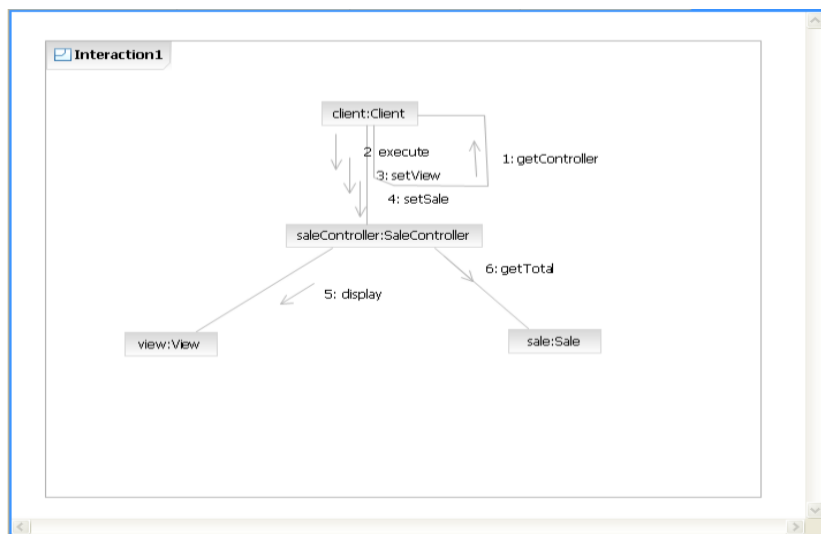 Interaction1
client:Client
2 execute
1: getController
3: setView
4: setSale
saleController:SaleController
6: getTotal
5: display
view:View
sale:Sale